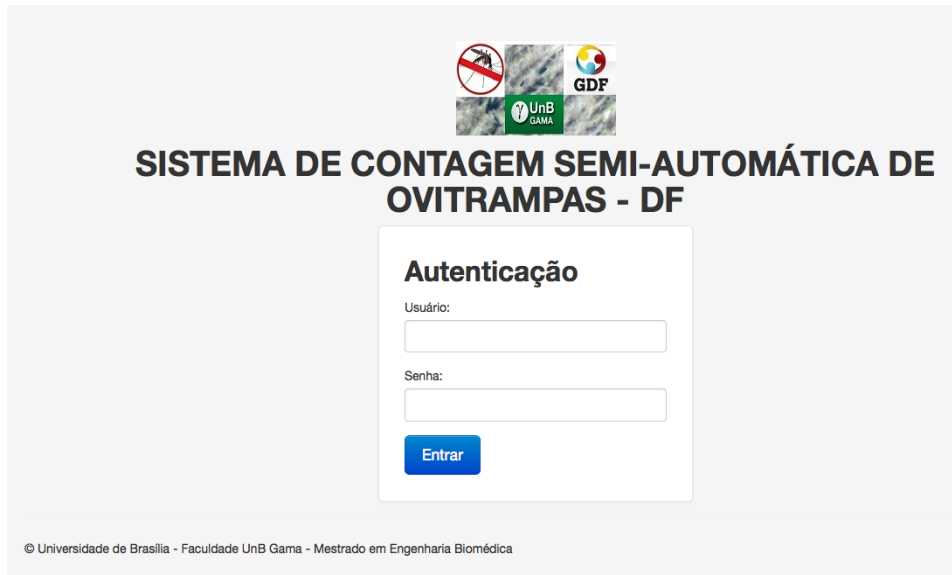 GDF
UnB
GAMA
SISTEMA DE CONTAGEM SEMI-AUTOMÁTICA DE
OVITRAMPAS - DF
Autenticação
Usuário:
Senha:
Entrar
© Universidade de Brasília - Faculdade UnB Gama - Mestrado em Engenharia Biomédica